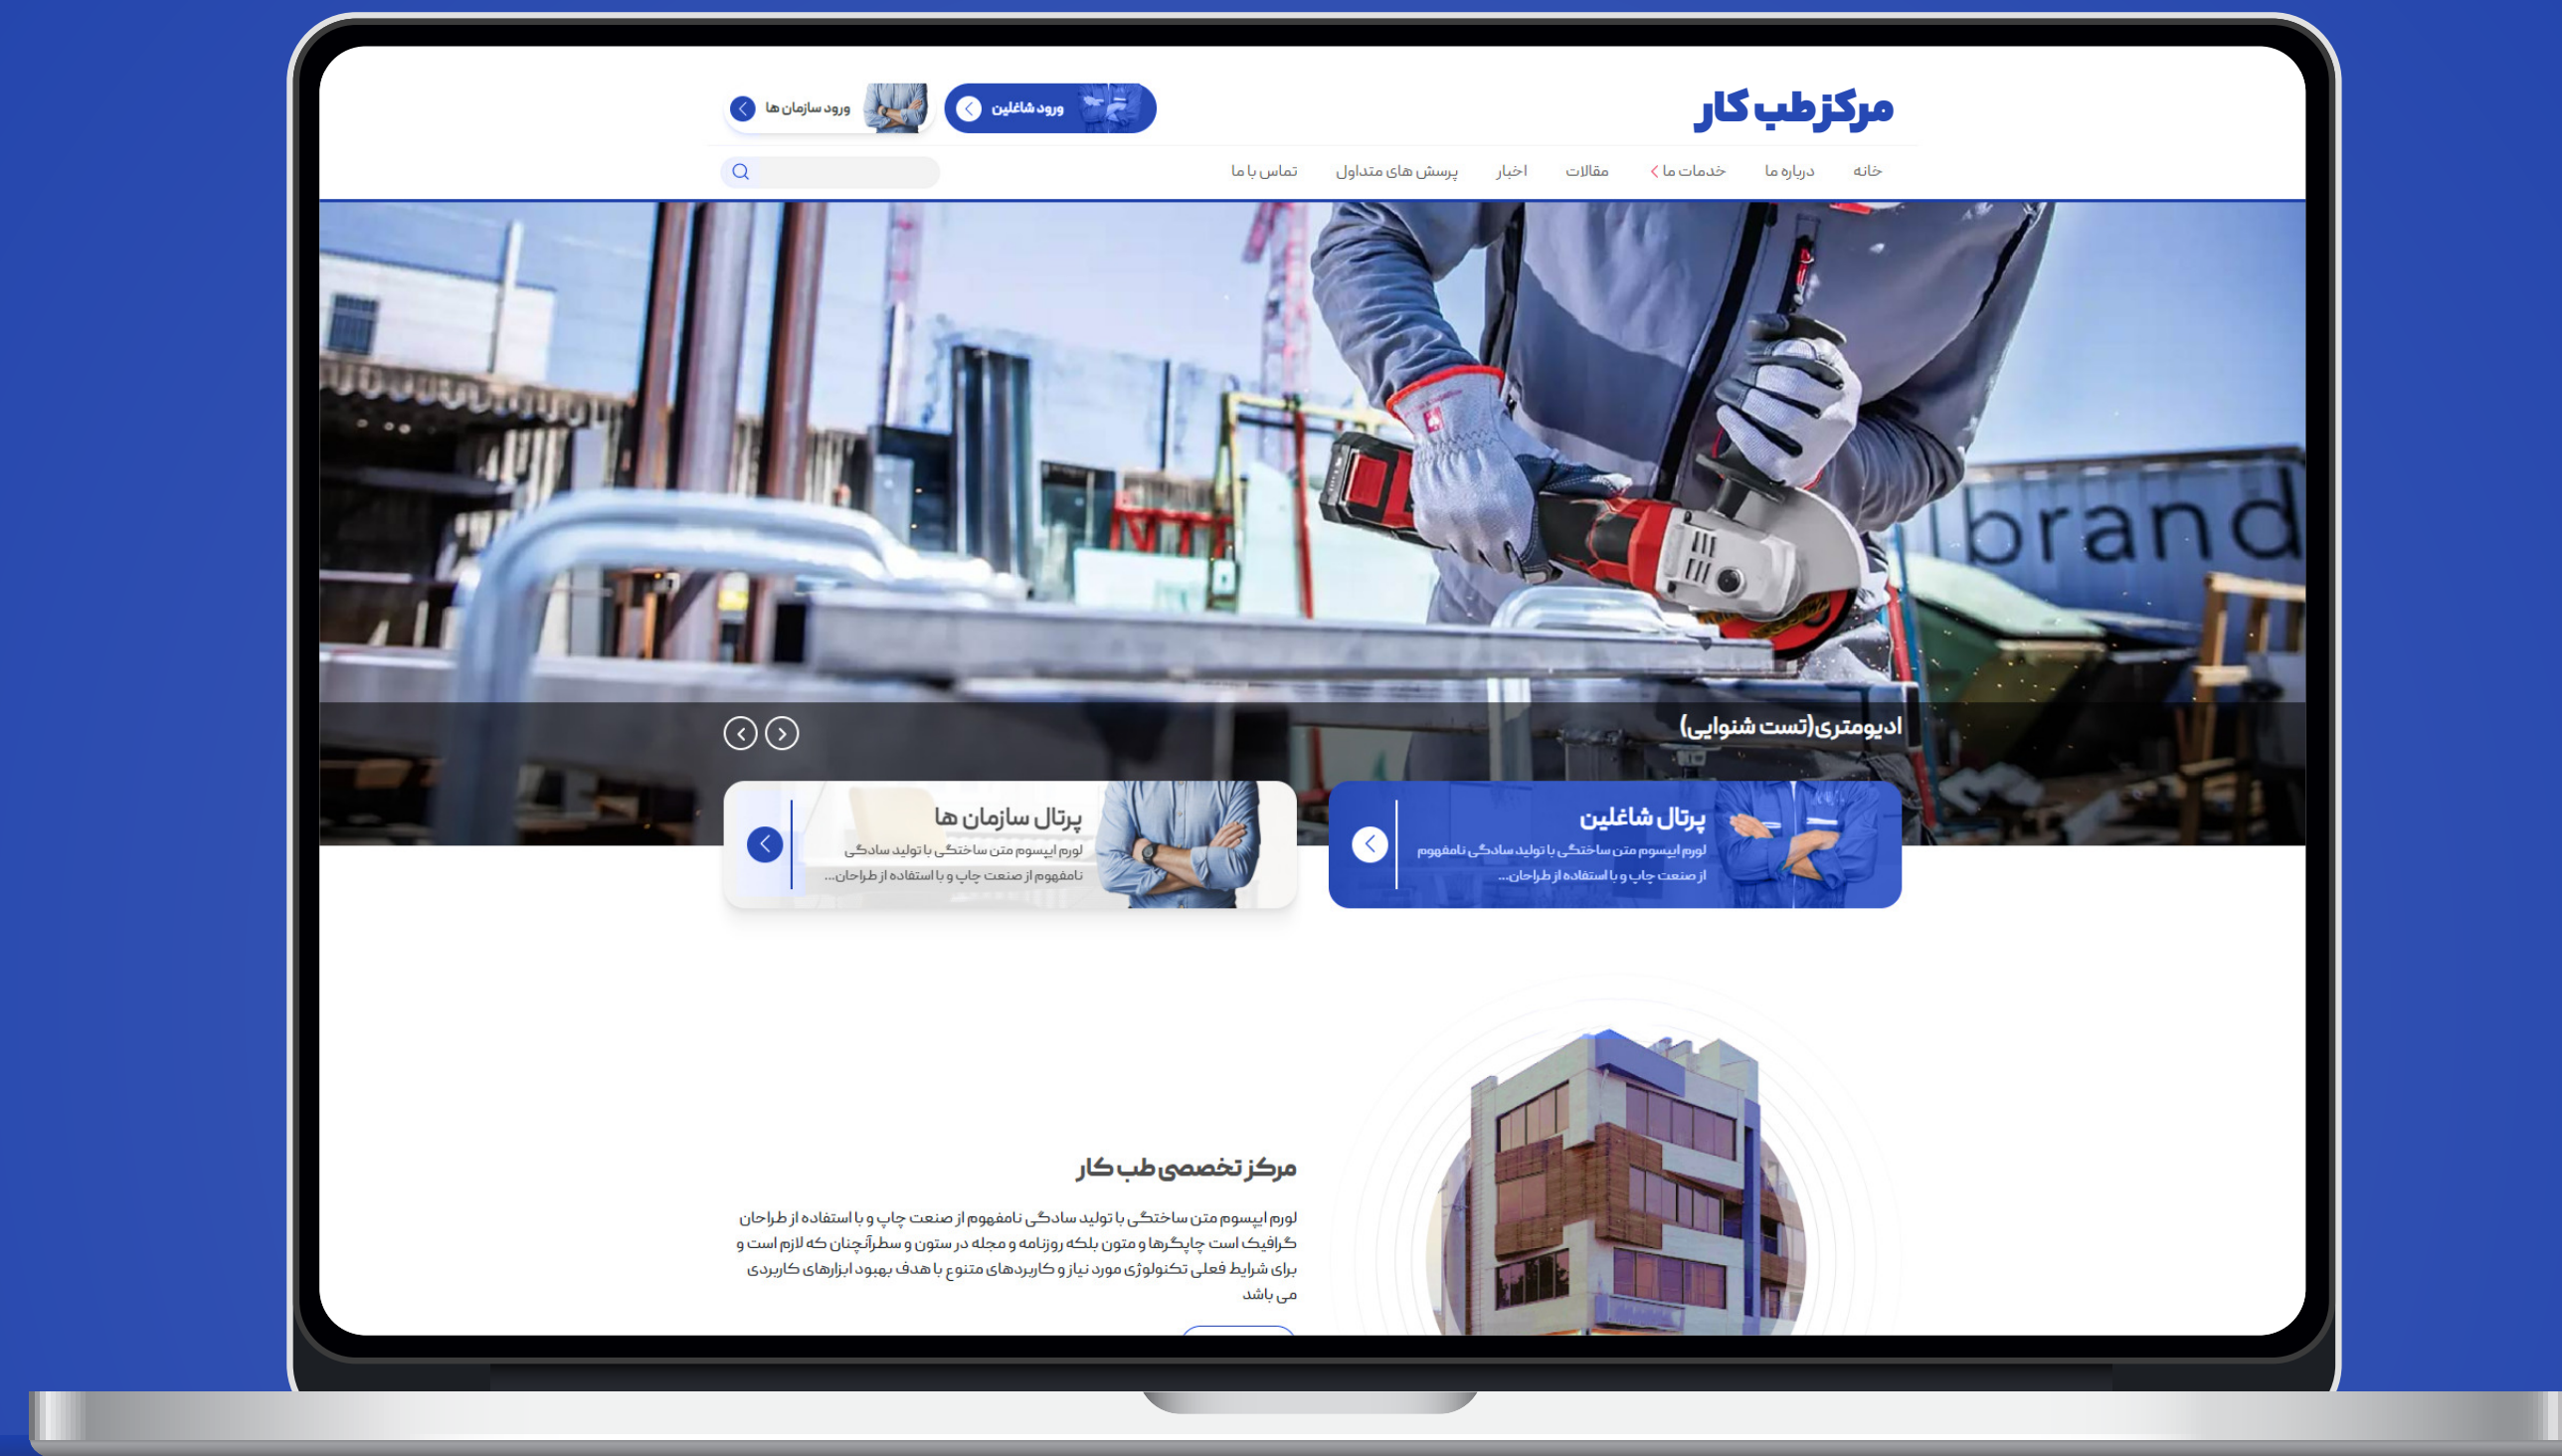 مرکز طب کار
ورود شاغلین
ورود سازمان ها
خانه
درباره ما
خدمات ما
مقالات
اخبار
پرسش های متداول
تماس با ما
brand
ادیومتری(تست شنوایی)
پرتال شاغلین
لورم ایپسوم متن ساختگی با تولید سادگی نامفهوم
از صنعت چاپ و با استفاده از طراحان...
پرتال سازمان ها
لورم ایپسوم متن ساختگی با تولید سادگی
نامفهوم از صنعت چاپ و با استفاده از طراحان...
مرکز تخصصی طب کار
لورم ایپسوم متن ساختگی با تولید سادگی نامفهوم از صنعت چاپ و با استفاده از طراحان
گرافیک است چاپگرها و متون بلکه روزنامه و مجله در ستون و سطرآنچنان که لازم است و
برای شرایط فعلی تکنولوژی مورد نیاز و کاربردهای متنوع با هدف بهبود ابزارهای کاربردی
می باشد